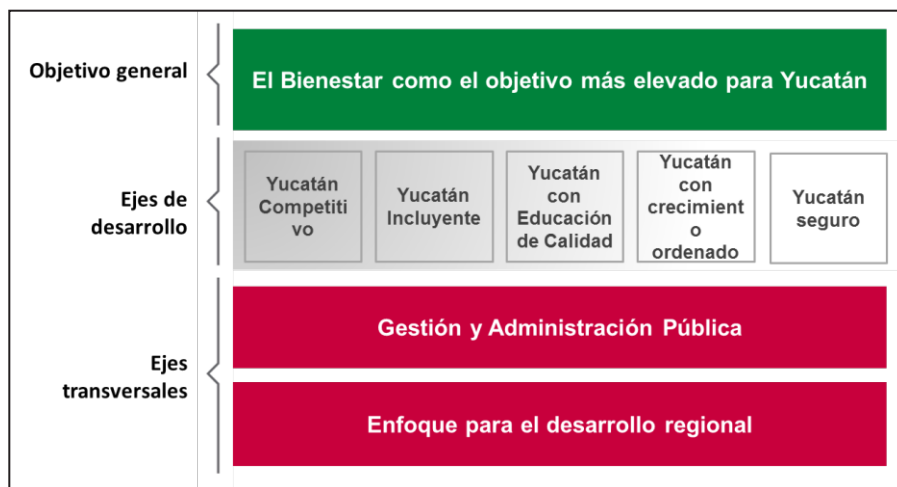 Objetivo general
El Bienestar como el objetivo más elevado para Yucatán
Ejes de
desarrollo
Yucatán
Competiti
vo
Yucatán
Incluyente
Yucatán
con
Educación
de Calidad
Yucatán
con
crecimient
o
ordenado
Yucatán
seguro
Ejes
transversales
Gestión y Administración Pública
Enfoque para el desarrollo regional